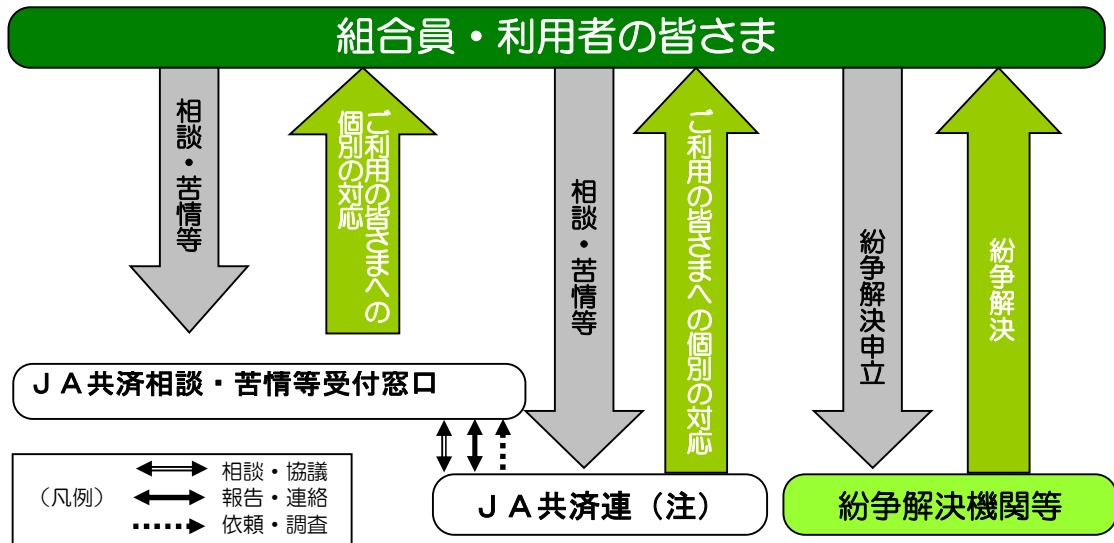 組合員・利用者の皆さま
相談・苦情等
ご利用の皆さまへの
個別の対応
相談・苦情等
ご利用の皆さまへの個別の対応
紛争解決申立
紛争解決
ＪＡ共済相談・苦情等受付窓口
ＪＡ共済連（注）
紛争解決機関等
（凡例）
相談・協議
報告・連絡
依頼・調査